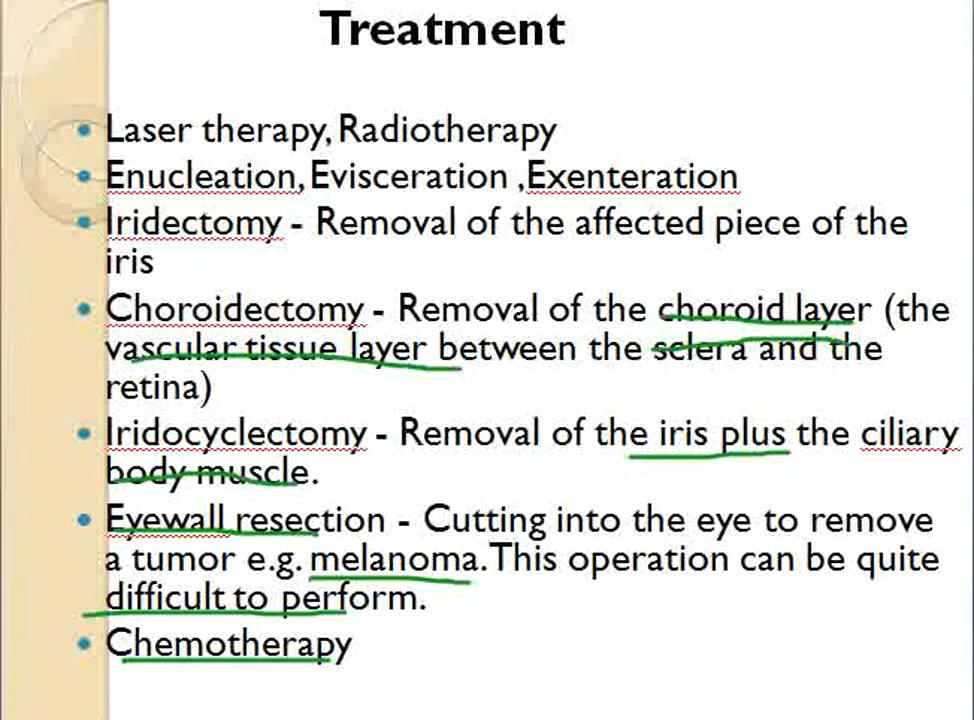 Treatment
• Laser therapy, Radiotherapy
• Enucleation, Evisceration ,Exenteration
• Iridectomy - Removal of the affected piece of the
iris
• Choroidectomy - Removal of the choroid layer (the
vascular tissue layer between the sclera and the
retina)
• Iridocyclectomy - Removal of the iris plus the ciliary
body muscle.
• Eyewall resection - Cutting into the eye to remove
a tumor e.g. melanoma. This operation can be quite
difficult to perform.
• Chemotherapy